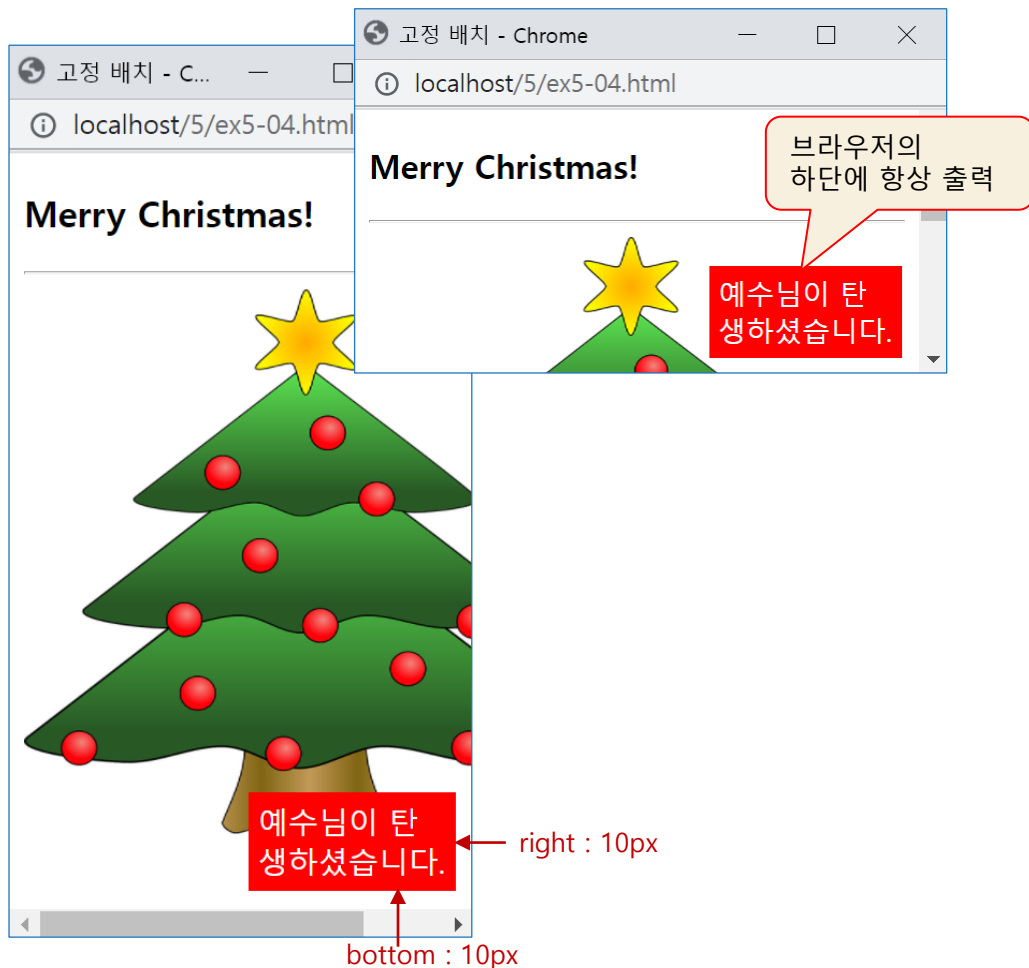 고정 배치 - C...
localhost/5/ex5-04.html
Merry Christmas!
예수님이 탄
생하셨습니다.
right : 10px
bottom : 10px
고정 배치 - Chrome
localhost/5/ex5-04.html
Merry Christmas!
브라우저의
하단에 항상 출력
예수님이 탄
생하셨습니다.